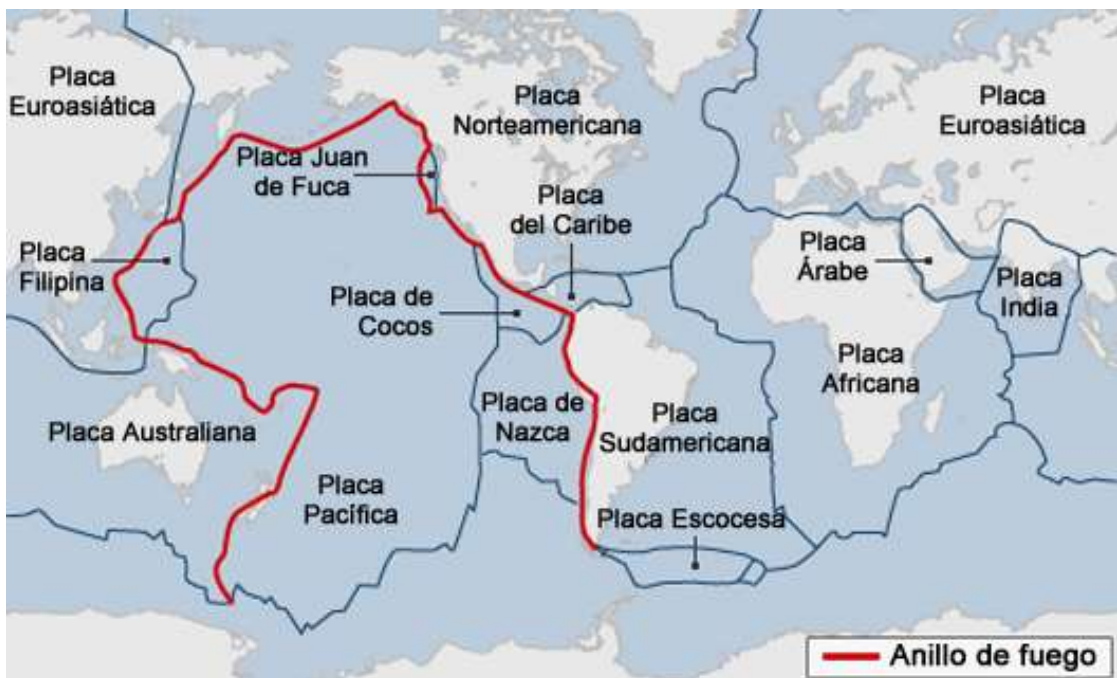 Placa
Euroasiática
Placa
Norteamericana
Placa
Euroasiática
Placa Juan
de Fuca
Placa
del Caribe
Placa
Filipina
Placa
Árabe
Placa
India
Placa de
Cocos
Placa
Africana
Placa Australiana
Placa de
Nazca
Placa
Sudamericana
Placa
Pacífica
Placa Escocesa
Anillo de fuego